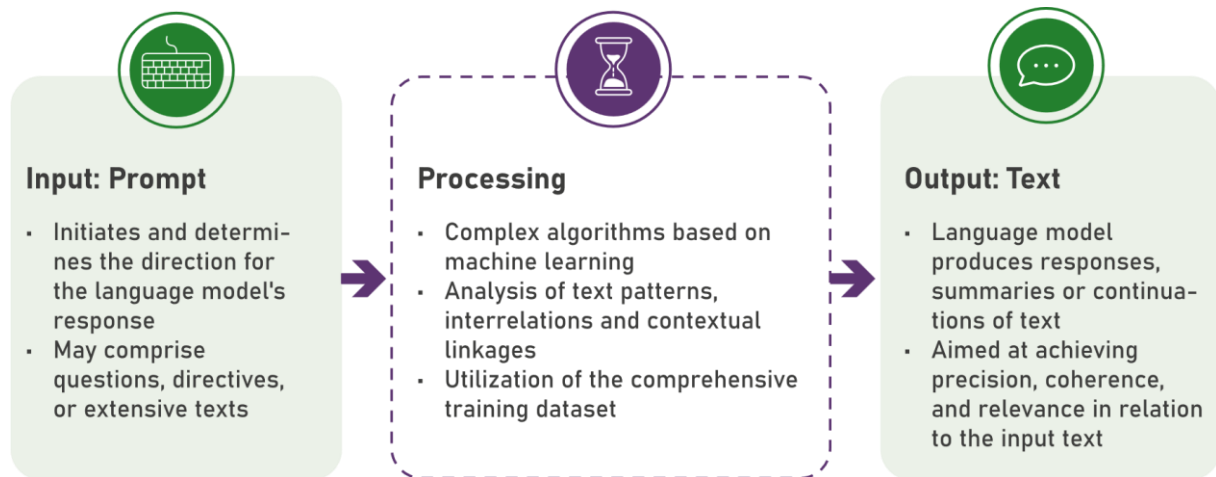 Input: Prompt
· Initiates and determi-
nes the direction for
the language model's
response
· May comprise
questions, directives,
or extensive texts
Processing
· Complex algorithms based on
machine learning
· Analysis of text patterns,
interrelations and contextual
linkages
· Utilization of the comprehensive
training dataset
Output: Text
· Language model
produces responses,
summaries or continua-
tions of text
· Aimed at achieving
precision, coherence,
and relevance in relation
to the input text